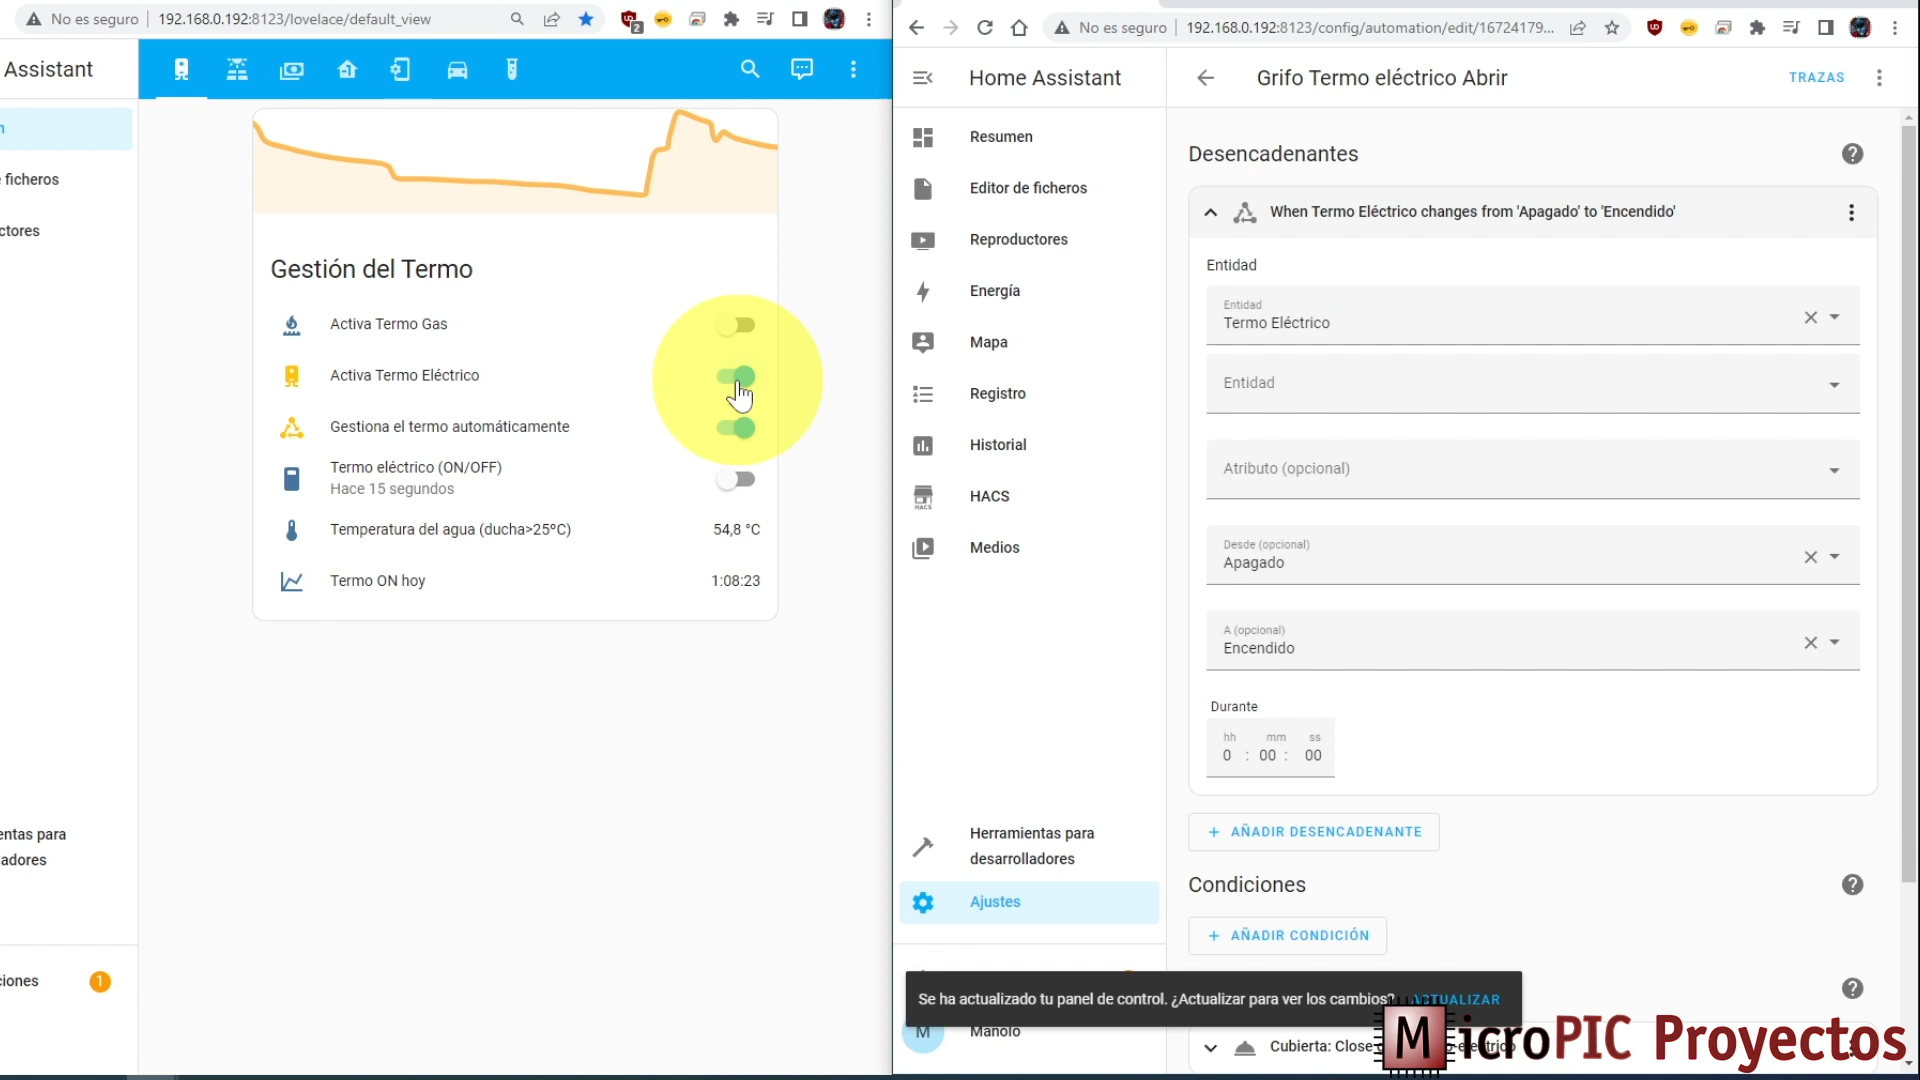 No es seguro
192.168.0.192:8123/lovelace/default_view
2
Assistant
ficheros
ctores
entas para
adores
ciones
1
Gestión del Termo
Activa Termo Gas
Activa Termo Eléctrico
Gestiona el termo automáticamente
Termo eléctrico (ON/OFF)
Hace 15 segundos
Temperatura del agua (ducha>25ºC)
54,8 °C
Termo ON hoy
1:08:23
No es seguro
192.168.0.192:8123/config/automation/edit/16724179...
Home Assistant
Grifo Termo eléctrico Abrir
TRAZAS
Resumen
Editor de ficheros
Reproductores
Energía
Mapa
Registro
Historial
HACS
Medios
Herramientas para
desarrolladores
Ajustes
M
Manolo
Desencadenantes
When Termo Eléctrico changes from 'Apagado' to 'Encendido'
Entidad
Entidad
Termo Eléctrico
Entidad
Atributo (opcional)
Desde (opcional)
Apagado
A (opcional)
Encendido
Durante
hh mm ss
0 : 00 : 00
+ AÑADIR DESENCADENANTE
Condiciones
+ AÑADIR CONDICIÓN
Se ha actualizado tu panel de control. ¿Actualizar para ver los cambios?
ACTUALIZAR
Cubierta: Close
MicroPIC Proyectos